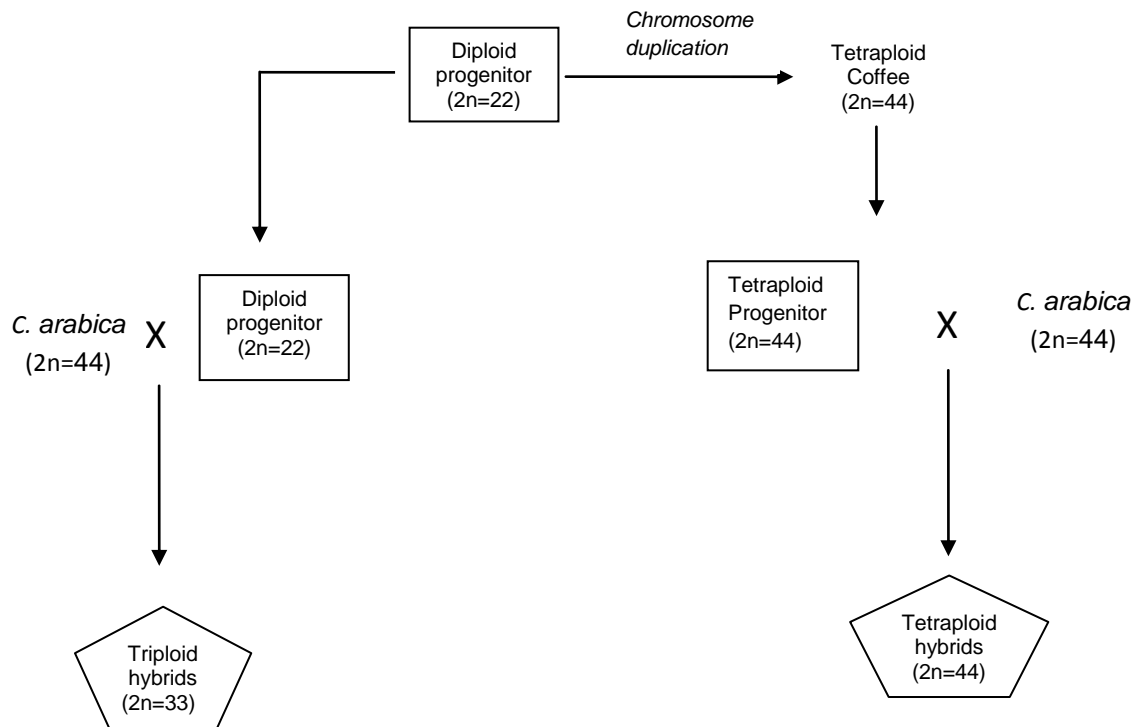 Chromosome
duplication
Diploid
progenitor
(2n=22)
Tetraploid
Coffee
(2n=44)
C. arabica
(2n=44)
X
Diploid
progenitor
(2n=22)
Tetraploid
Progenitor
(2n=44)
X
C. arabica
(2n=44)
Triploid
hybrids
(2n=33)
Tetraploid
hybrids
(2n=44)